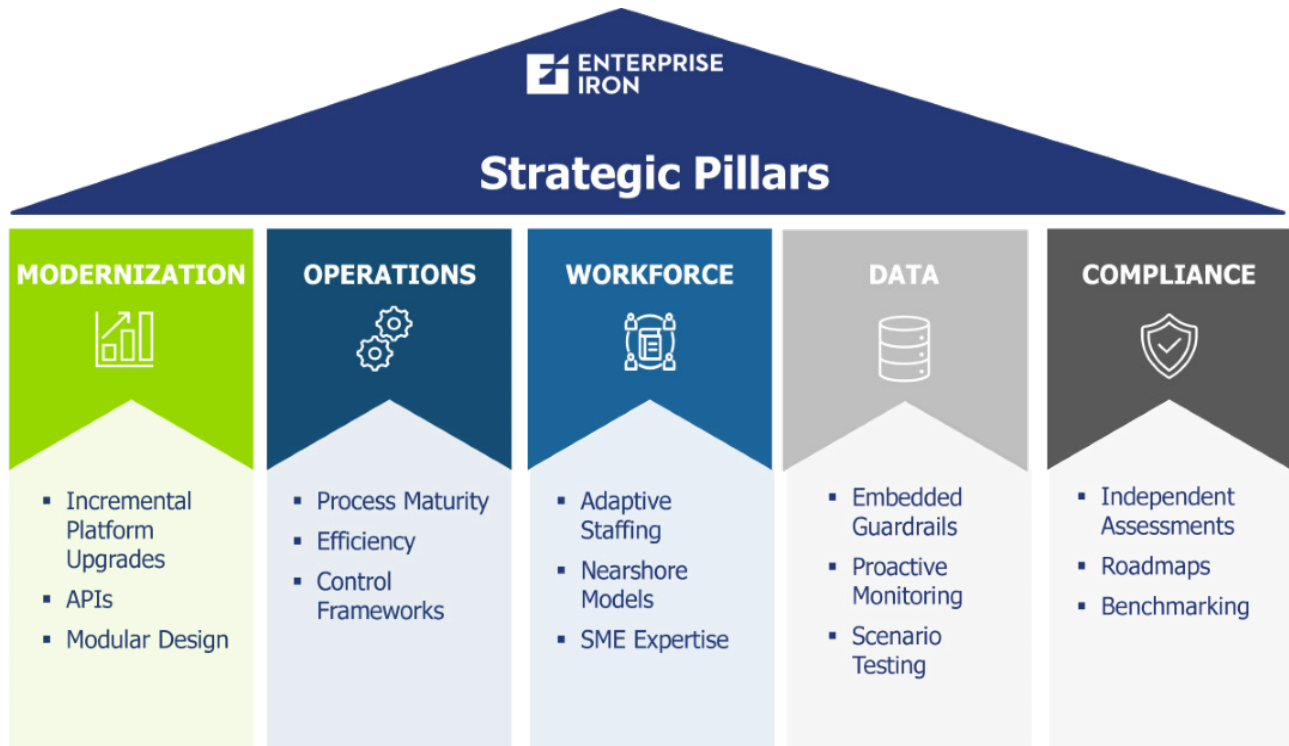 ENTERPRISE
IRON
Strategic Pillars
MODERNIZATION
▪ Incremental
Platform
Upgrades
▪ APIs
▪ Modular Design
OPERATIONS
▪ Process Maturity
▪ Efficiency
▪ Control
Frameworks
WORKFORCE
▪ Adaptive
Staffing
▪ Nearshore
Models
▪ SME Expertise
DATA
▪ Embedded
Guardrails
▪ Proactive
Monitoring
▪ Scenario
Testing
COMPLIANCE
▪ Independent
Assessments
▪ Roadmaps
▪ Benchmarking